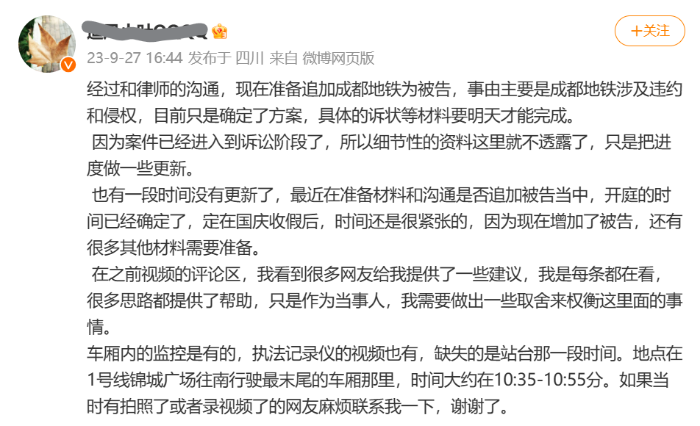 +关注
23-9-27 16:44 发布于 四川 来自 微博网页版
经过和律师的沟通，现在准备追加成都地铁为被告，事由主要是成都地铁涉及违约
和侵权，目前只是确定了方案，具体的诉状等材料要明天才能完成。
因为案件已经进入到诉讼阶段了，所以细节性的资料这里就不透露了，只是把进
度做一些更新。
也有一段时间没有更新了，最近在准备材料和沟通是否追加被告当中，开庭的时
间已经确定了，定在国庆收假后，时间还是很紧张的，因为现在增加了被告，还有
很多其他材料需要准备。
在之前视频的评论区，我看到很多网友给我提供了一些建议，我是每条都在看，
很多思路都提供了帮助，只是作为当事人，我需要做出一些取舍来权衡这里面的事
情。
车厢内的监控是有的，执法记录仪的视频也有，缺失的是站台那一段时间。地点在
1号线锦城广场往南行驶最末尾的车厢那里，时间大约在10:35-10:55分。如果当
时有拍照了或者录视频了的网友麻烦联系我一下，谢谢了。